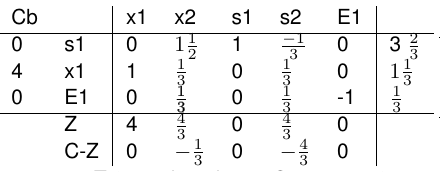 Cb x1 x2 s1 s2 E1
0 s1 0 1 1/2 1 -1/3 0 3 2/3
4 x1 1 1/3 0 1/3 0 1 1/3
0 E1 0 1/3 0 1/3 -1 1/3
Z 4 4/3 0 4/3 0
C-Z 0 -1/3 0 -4/3 0